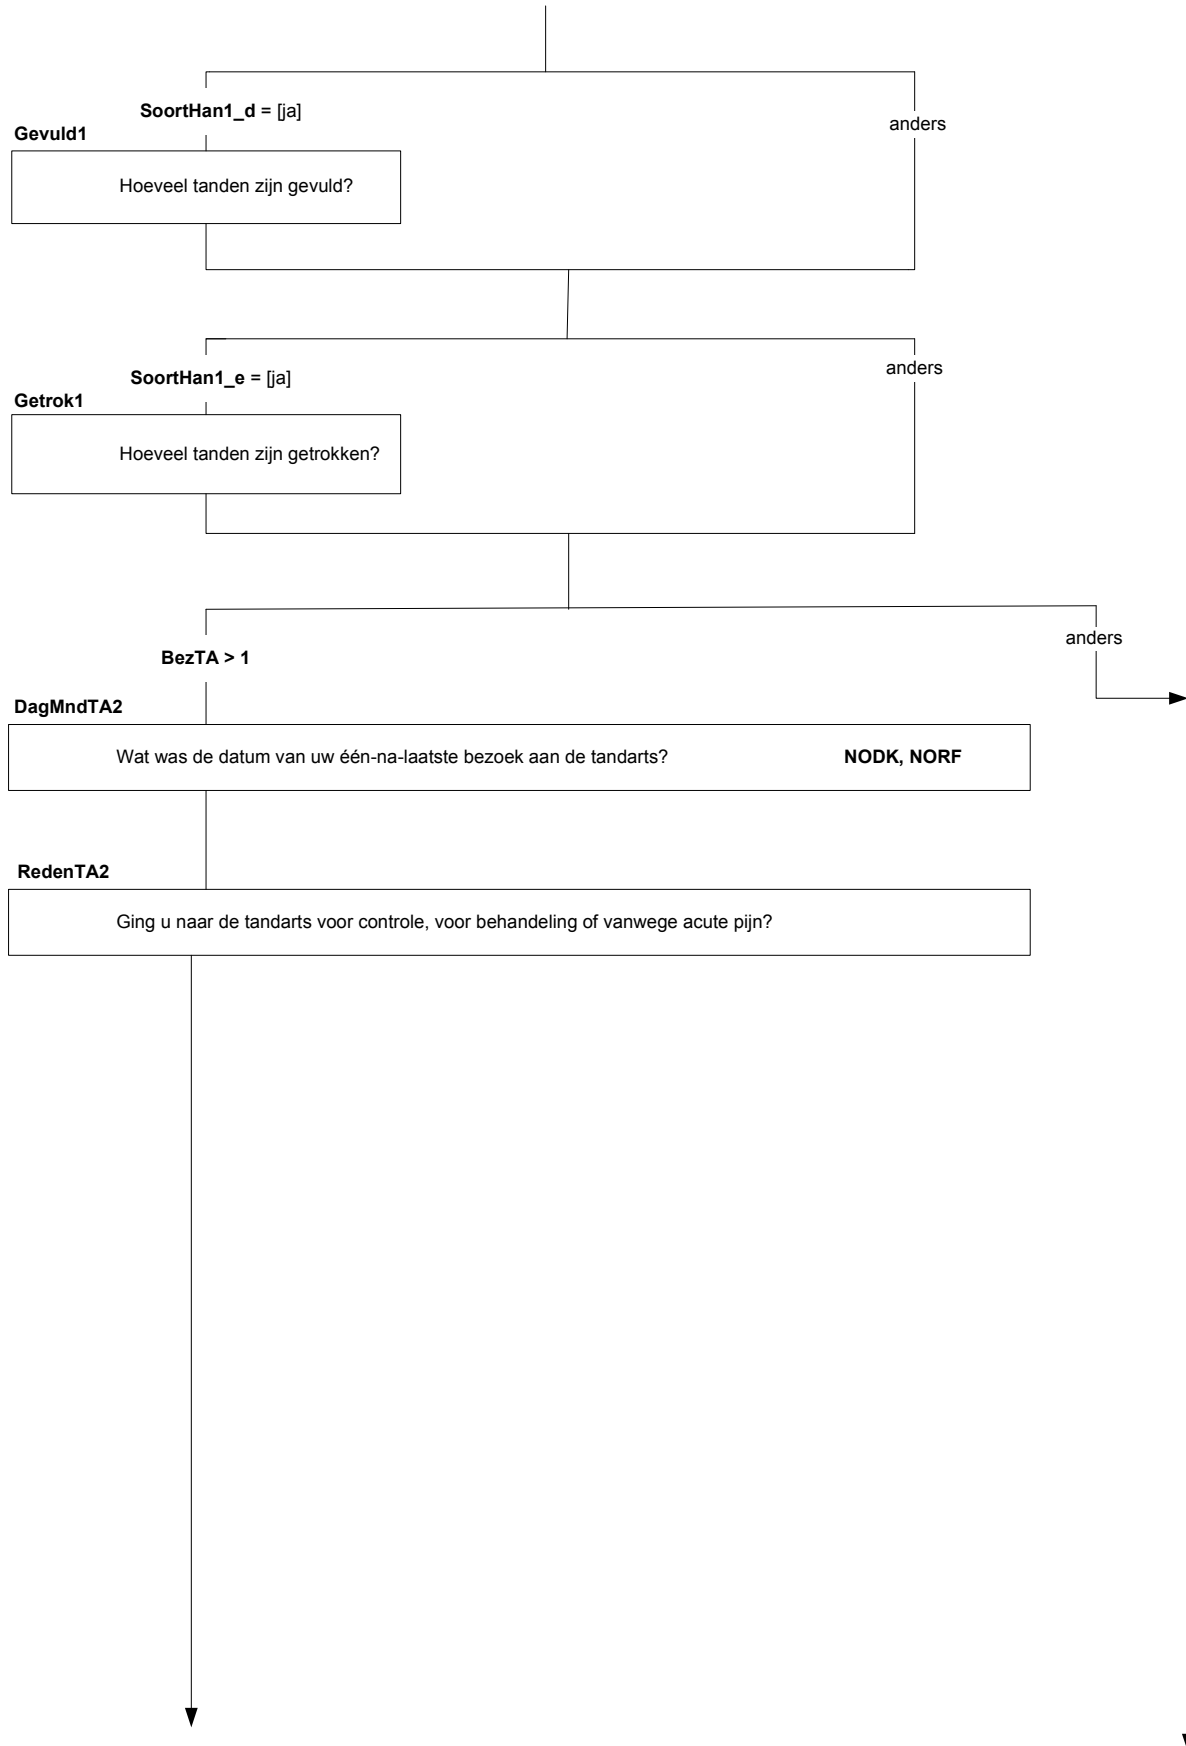 SoortHan1_d = [ja]
anders
Gevuld1
Hoeveel tanden zijn gevuld?
SoortHan1_e = [ja]
anders
Getrok1
Hoeveel tanden zijn getrokken?
anders
BezTA > 1
DagMndTA2
Wat was de datum van uw één-na-laatste bezoek aan de tandarts? NODK, NORF
RedenTA2
Ging u naar de tandarts voor controle, voor behandeling of vanwege acute pijn?